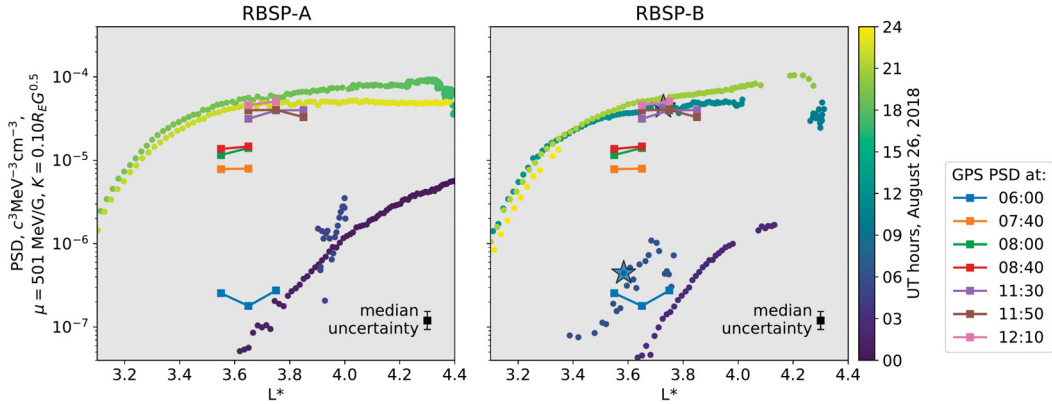 RBSP-A
RBSP-B
PSD, c³MeV⁻³cm⁻³,
μ = 501 MeV/G, K = 0.10R_E G^0.5
10⁻⁴
10⁻⁵
10⁻⁶
10⁻⁷
median
uncertainty
median
uncertainty
3.2 3.4 3.6 3.8 4.0 4.2 4.4
3.2 3.4 3.6 3.8 4.0 4.2 4.4
L*
L*
24
21
18
15
12
09
06
03
00
UT hours, August 26, 2018
GPS PSD at:
06:00
07:40
08:00
08:40
11:30
11:50
12:10